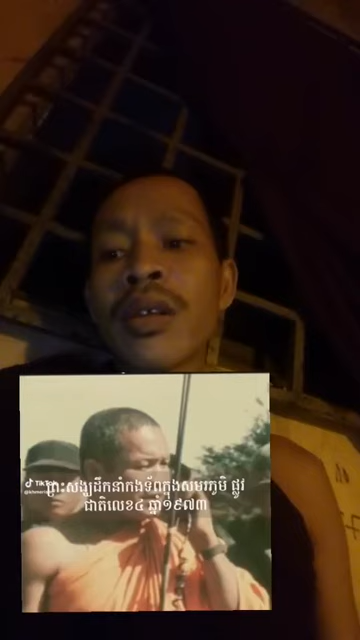 TikTok
ព្រះសង្ឃដឹកនាំកងទ័ពក្នុងសមរភូមិ ផ្លូវ
ជាតិលេខ៤ ឆ្នាំ១៩៧៣